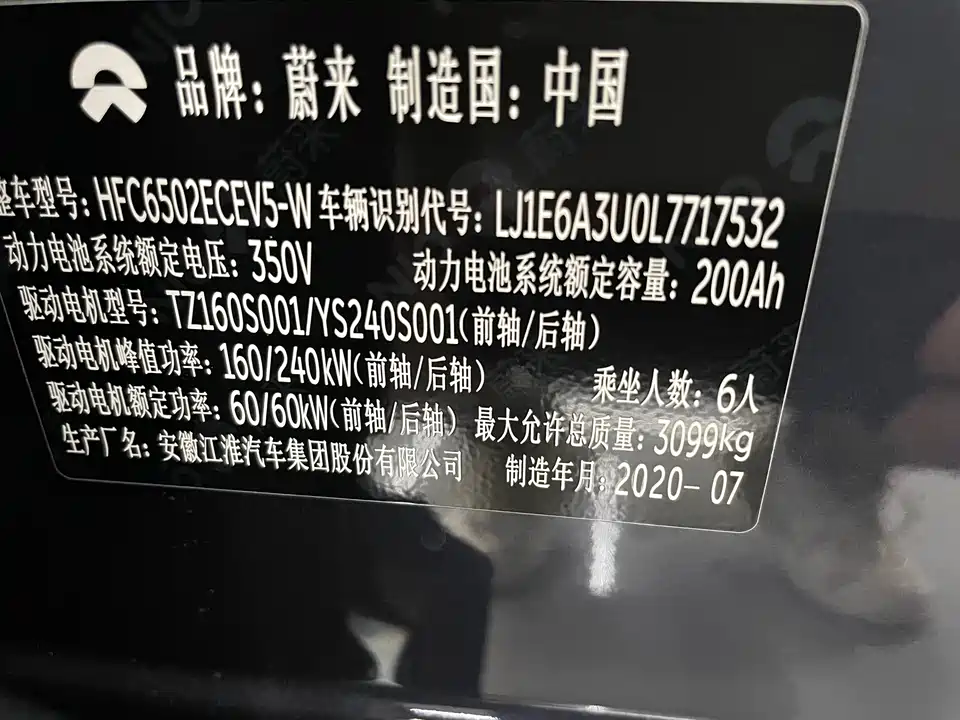 品牌：蔚来 制造国：中国
整车型号：HFC6502ECEV5-W 车辆识别代号：LJ1E6A3U0L7717532
动力电池系统额定电压：350V 动力电池系统额定容量：200Ah
驱动电机型号：TZ160S001/YS240S001(前轴/后轴)
驱动电机峰值功率：160/240kW(前轴/后轴) 乘坐人数：6人
驱动电机额定功率：60/60kW(前轴/后轴) 最大允许总质量：3099kg
生产厂名：安徽江淮汽车集团股份有限公司 制造年月：2020-07